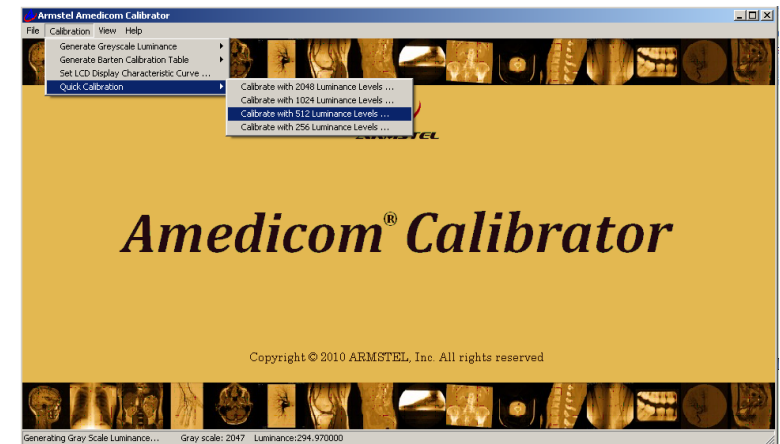 Armstel Amedicom Calibrator
File Calibration View Help
Generate Greyscale Luminance
Generate Barten Calibration Table
Set LCD Display Characteristic Curve ...
Quick Calibration
Calibrate with 2048 Luminance Levels ...
Calibrate with 1024 Luminance Levels ...
Calibrate with 512 Luminance Levels ...
Calibrate with 256 Luminance Levels ...
ARMSTEL
Amedicom® Calibrator
Copyright © 2010 ARMSTEL, Inc. All rights reserved
Generating Gray Scale Luminance... Gray scale: 2047 Luminance:294.970000